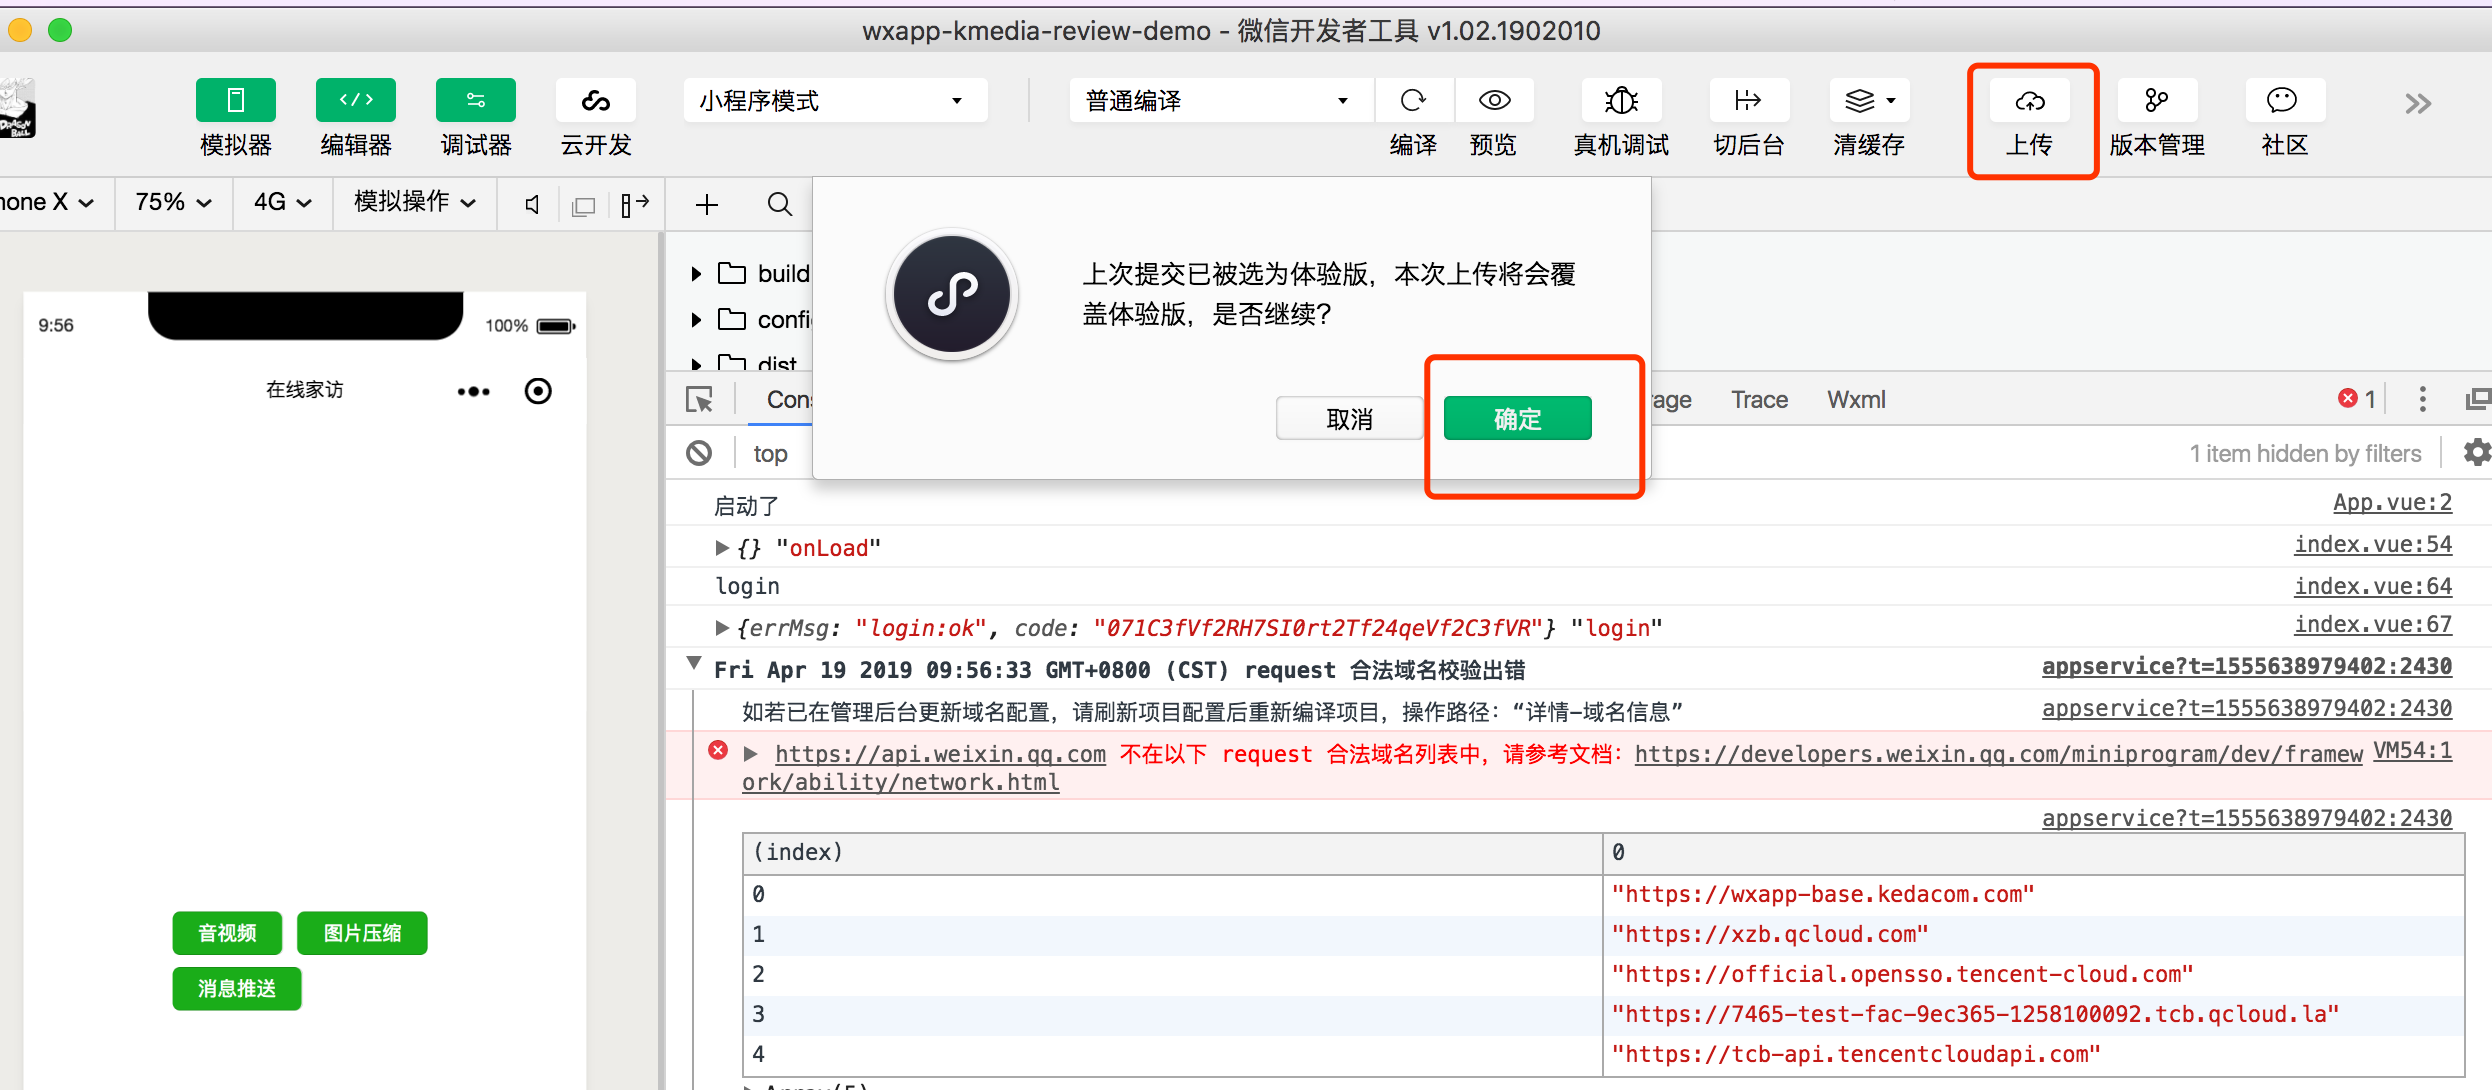 wxapp-kmedia-review-demo - 微信开发者工具 v1.02.1902010
DRAGON BALL
模拟器 编辑器 调试器 云开发 小程序模式 普通编译 编译 预览 真机调试 切后台 清缓存 上传 版本管理 社区
hone X 75% 4G 模拟操作
build
confi
dist
上次提交已被选为体验版，本次上传将会覆
盖体验版，是否继续？
取消 确定
9:56 100%
在线家访
音视频 图片压缩
消息推送
Cons rage Trace Wxml 1
top 1 item hidden by filters
启动了 App.vue:2
▶{} "onLoad" index.vue:54
login index.vue:64
▶{errMsg: "login:ok", code: "071C3fVf2RH7SI0rt2Tf24qeVf2C3fVR"} "login" index.vue:67
▼ Fri Apr 19 2019 09:56:33 GMT+0800 (CST) request 合法域名校验出错 appservice?t=1555638979402:2430
如若已在管理后台更新域名配置，请刷新项目配置后重新编译项目，操作路径：“详情-域名信息” appservice?t=1555638979402:2430
▶ https://api.weixin.qq.com 不在以下 request 合法域名列表中，请参考文档：https://developers.weixin.qq.com/miniprogram/dev/framew VM54:1
ork/ability/network.html
appservice?t=1555638979402:2430
(index) 0
0 "https://wxapp-base.kedacom.com"
1 "https://xzb.qcloud.com"
2 "https://official.opensso.tencent-cloud.com"
3 "https://7465-test-fac-9ec365-1258100092.tcb.qcloud.la"
4 "https://tcb-api.tencentcloudapi.com"
▶ Array(5)